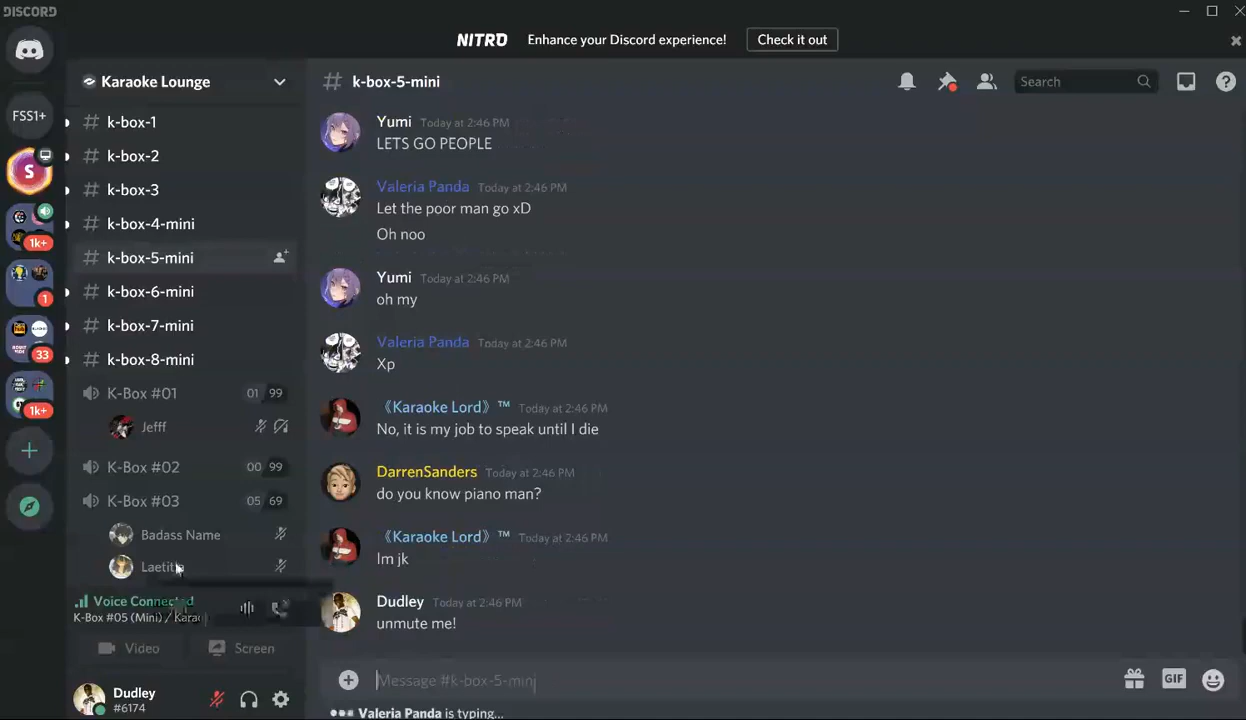 DISCORD
NITRO Enhance your Discord experience! Check it out
Karaoke Lounge
# k-box-5-mini
Search
FSS1+
S
1k+
1
33
1k+
# k-box-1
# k-box-2
# k-box-3
# k-box-4-mini
# k-box-5-mini
# k-box-6-mini
# k-box-7-mini
# k-box-8-mini
K-Box #01 01 99
Jefff
K-Box #02 00 99
K-Box #03 05 69
Badass Name
Voice Connected
K-Box #05 (Mini) /
Video Screen
Dudley
#6174
Yumi Today at 2:46 PM
LETS GO PEOPLE
Valeria Panda Today at 2:46 PM
Let the poor man go xD
Oh noo
Yumi Today at 2:46 PM
oh my
Valeria Panda Today at 2:46 PM
Xp
《Karaoke Lord》™ Today at 2:46 PM
No, it is my job to speak until I die
DarrenSanders Today at 2:46 PM
do you know piano man?
《Karaoke Lord》™ Today at 2:46 PM
Im jk
Dudley Today at 2:46 PM
unmute me!
Message #k-box-5-mini
GIF
Valeria Panda is typing...